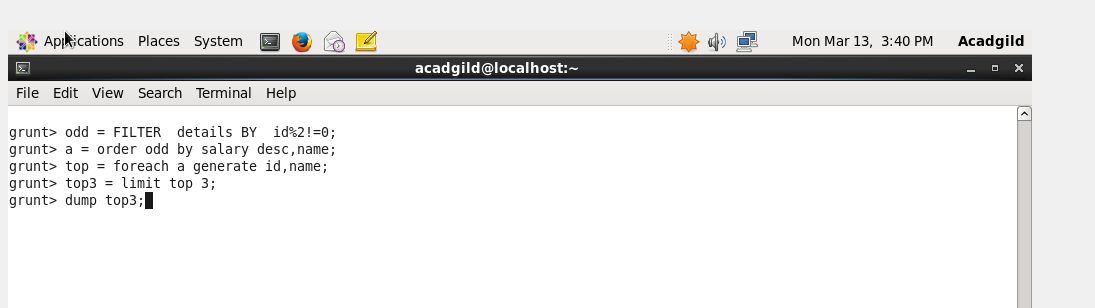 Applications Places System Mon Mar 13, 3:40 PM Acadgild
acadgild@localhost:~
File Edit View Search Terminal Help
grunt> odd = FILTER  details BY  id%2!=0;
grunt> a = order odd by salary desc,name;
grunt> top = foreach a generate id,name;
grunt> top3 = limit top 3;
grunt> dump top3;